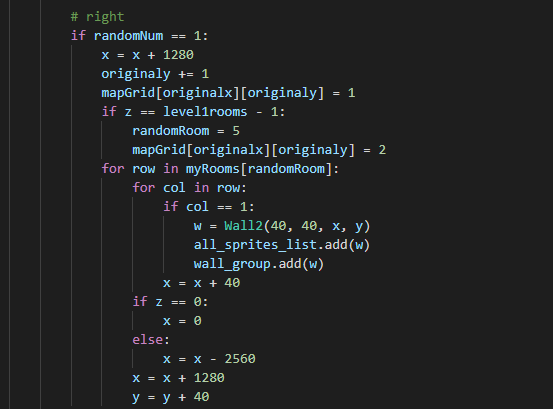 # right
if randomNum == 1:
    x = x + 1280
    originaly += 1
    mapGrid[originalx][originaly] = 1
    if z == level1rooms - 1:
        randomRoom = 5
        mapGrid[originalx][originaly] = 2
    for row in myRooms[randomRoom]:
        for col in row:
            if col == 1:
                w = Wall2(40, 40, x, y)
                all_sprites_list.add(w)
                wall_group.add(w)
            x = x + 40
        if z == 0:
            x = 0
        else:
            x = x - 2560
        x = x + 1280
        y = y + 40